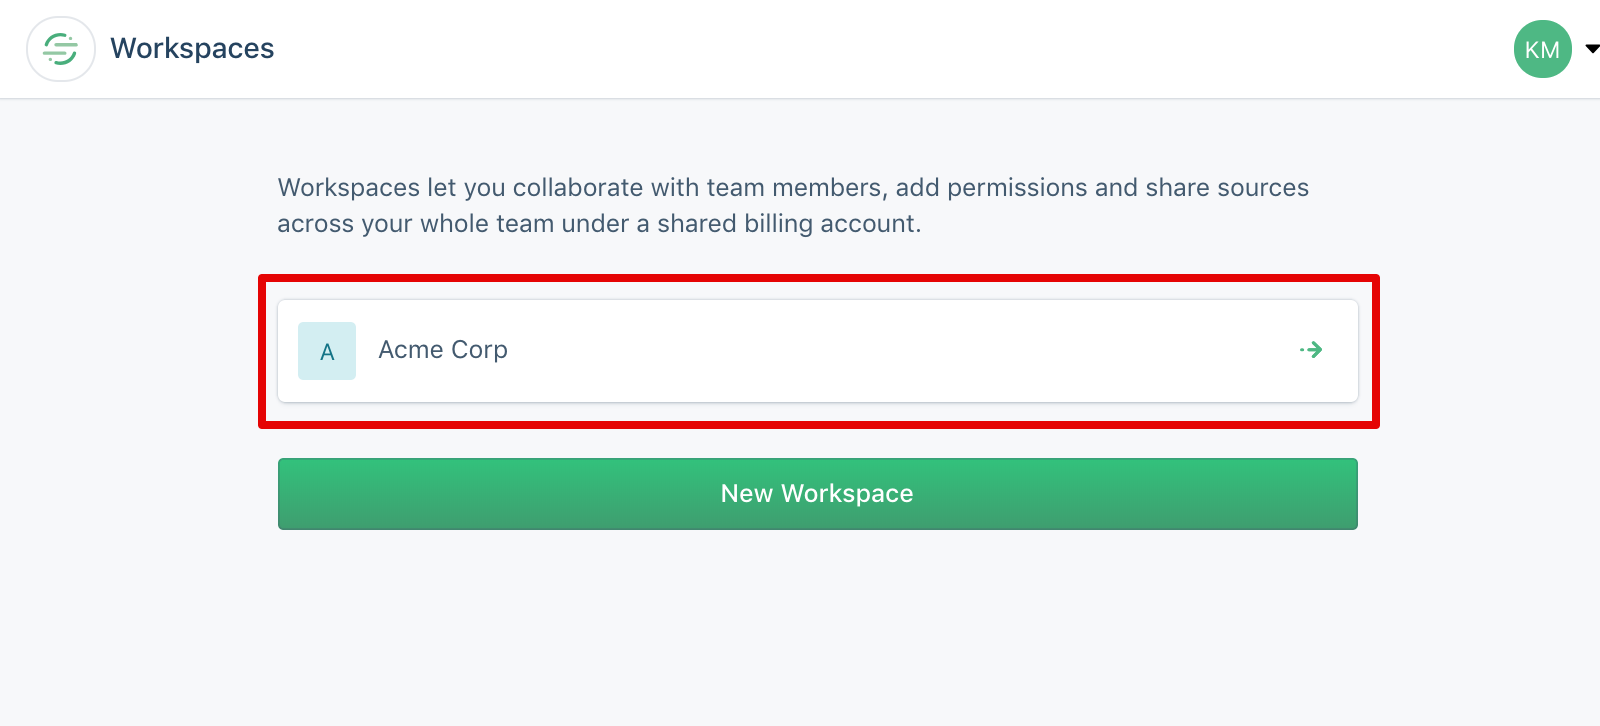 Workspaces
KM
Workspaces let you collaborate with team members, add permissions and share sources
across your whole team under a shared billing account.
A
Acme Corp
New Workspace